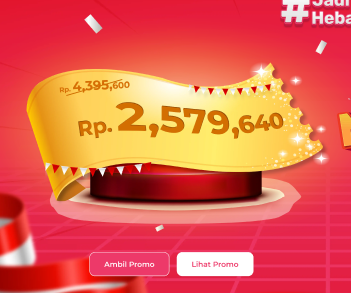 #Jadi
Heba
Rp. 4,395,600
Rp. 2,579,640
Ambil Promo
Lihat Promo